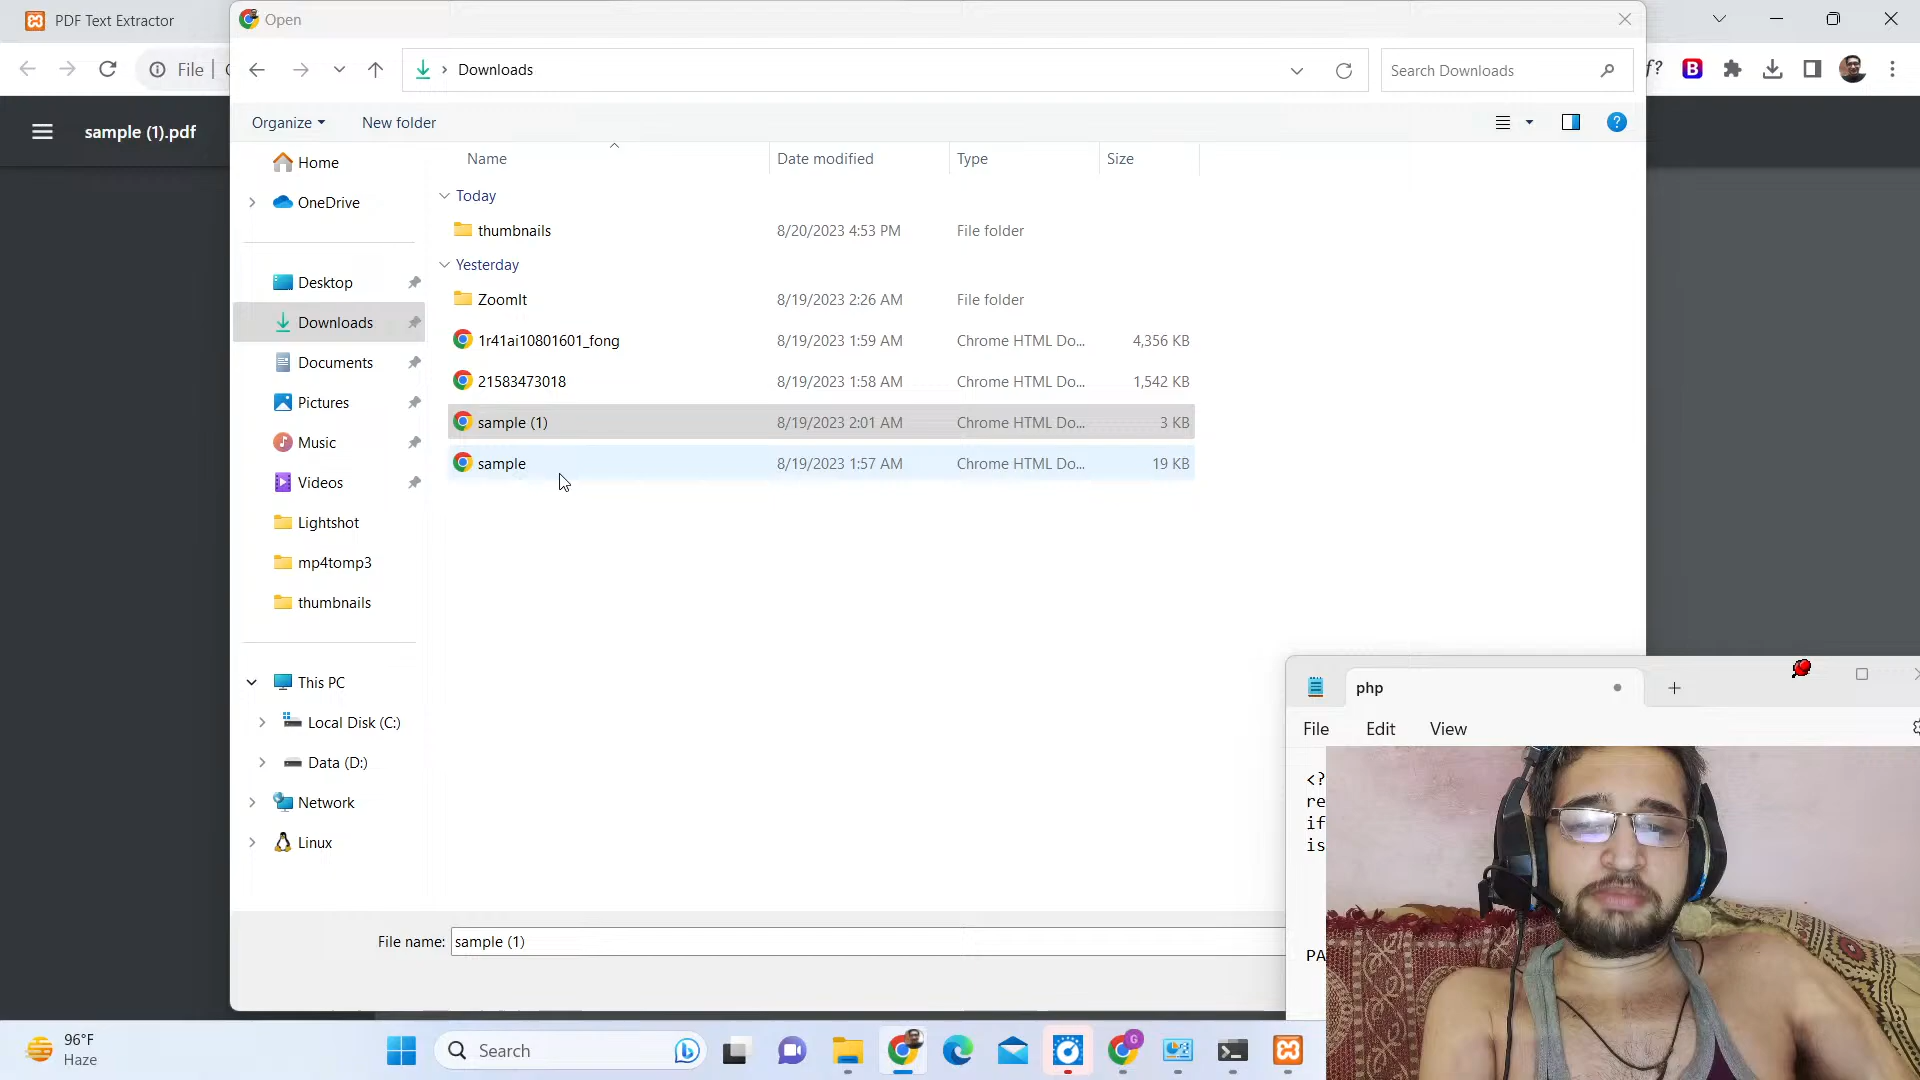 PDF Text Extractor
Open
File
Downloads
Search Downloads
f?
B
sample (1).pdf
Organize
New folder
?
Home
OneDrive
Desktop
Downloads
Documents
Pictures
Music
Videos
Lightshot
mp4tomp3
thumbnails
This PC
Local Disk (C:)
Data (D:)
Network
Linux
Name Date modified Type Size
Today
thumbnails 8/20/2023 4:53 PM File folder
Yesterday
ZoomIt 8/19/2023 2:26 AM File folder
1r41ai10801601_fong 8/19/2023 1:59 AM Chrome HTML Do... 4,356 KB
21583473018 8/19/2023 1:58 AM Chrome HTML Do... 1,542 KB
sample (1) 8/19/2023 2:01 AM Chrome HTML Do... 3 KB
sample 8/19/2023 1:57 AM Chrome HTML Do... 19 KB
File name: sample (1)
php
File Edit View
<?
re
if
is
PA
96°F
Haze
Search
G